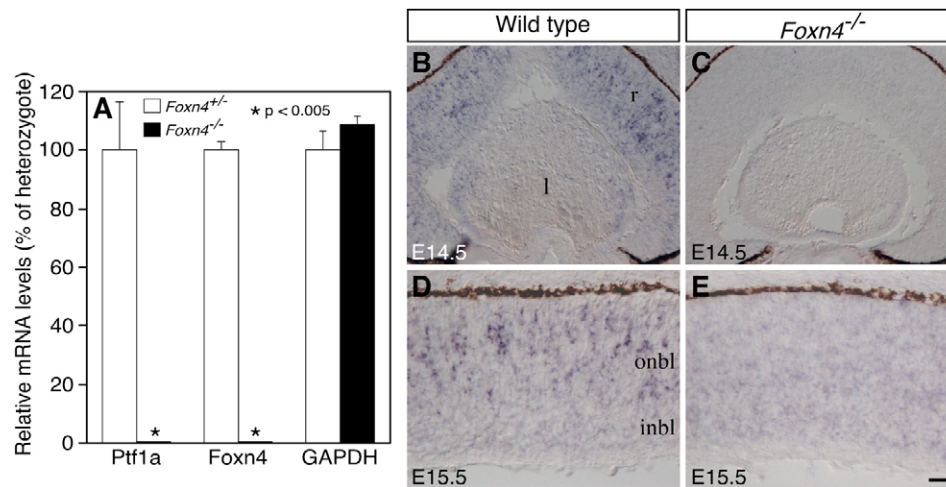 Wild type
Foxn4-/-
A
Foxn4+/-
Foxn4-/-
* p < 0.005
Relative mRNA levels (% of heterozygote)
120
100
80
60
40
20
0
*
*
Ptf1a
Foxn4
GAPDH
B
r
l
E14.5
C
E14.5
D
onbl
inbl
E15.5
E
E15.5